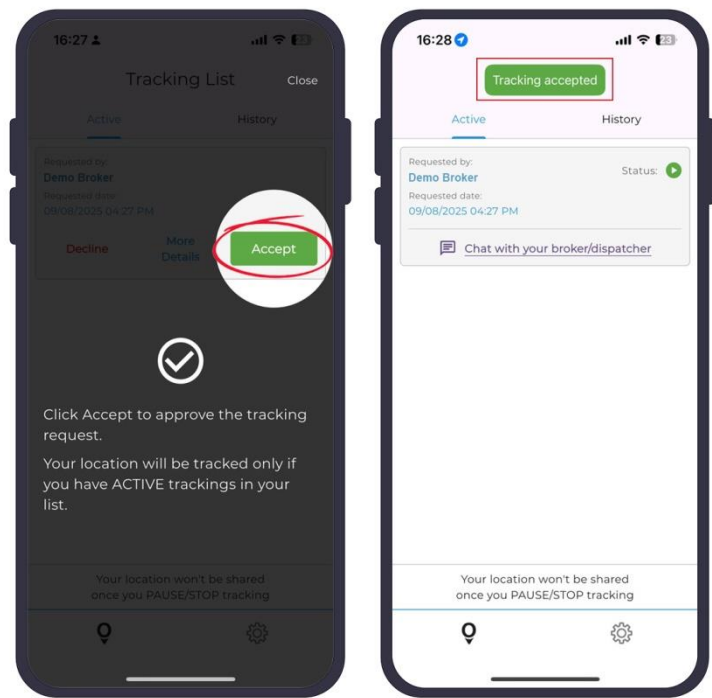 16:27
23
Tracking List
Close
Active
History
Requested by:
Demo Broker
Requested date:
09/08/2025 04:27 PM
Decline
More
Details
Accept
Click Accept to approve the tracking
request.
Your location will be tracked only if
you have ACTIVE trackings in your
list.
Your location won't be shared
once you PAUSE/STOP tracking
16:28
23
Tracking accepted
Active
History
Requested by:
Demo Broker
Status:
Requested date:
09/08/2025 04:27 PM
Chat with your broker/dispatcher
Your location won't be shared
once you PAUSE/STOP tracking